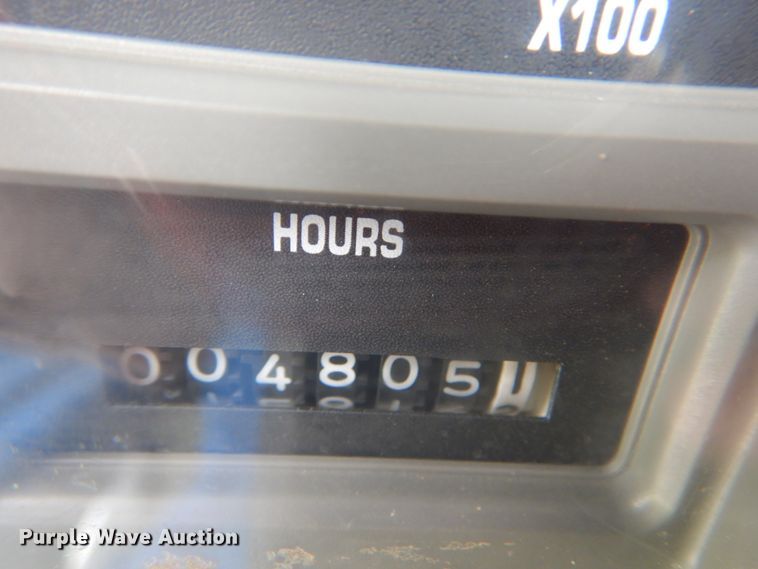 X100
HOURS
004805
Purple Wave Auction